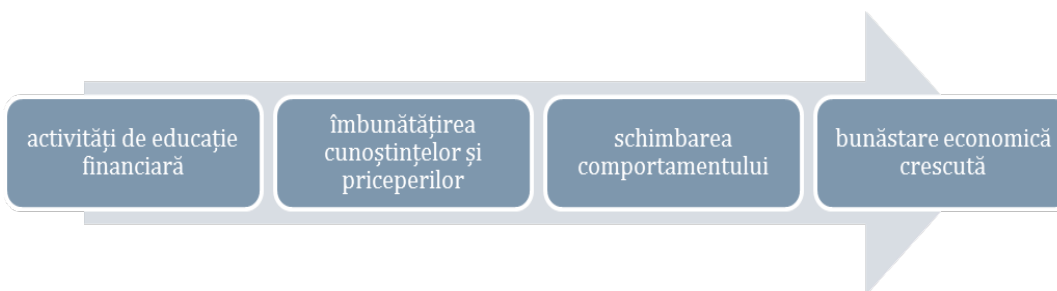 activități de educație
financiară
îmbunătățirea
cunoștințelor și
priceperilor
schimbarea
comportamentului
bunăstare economică
crescută